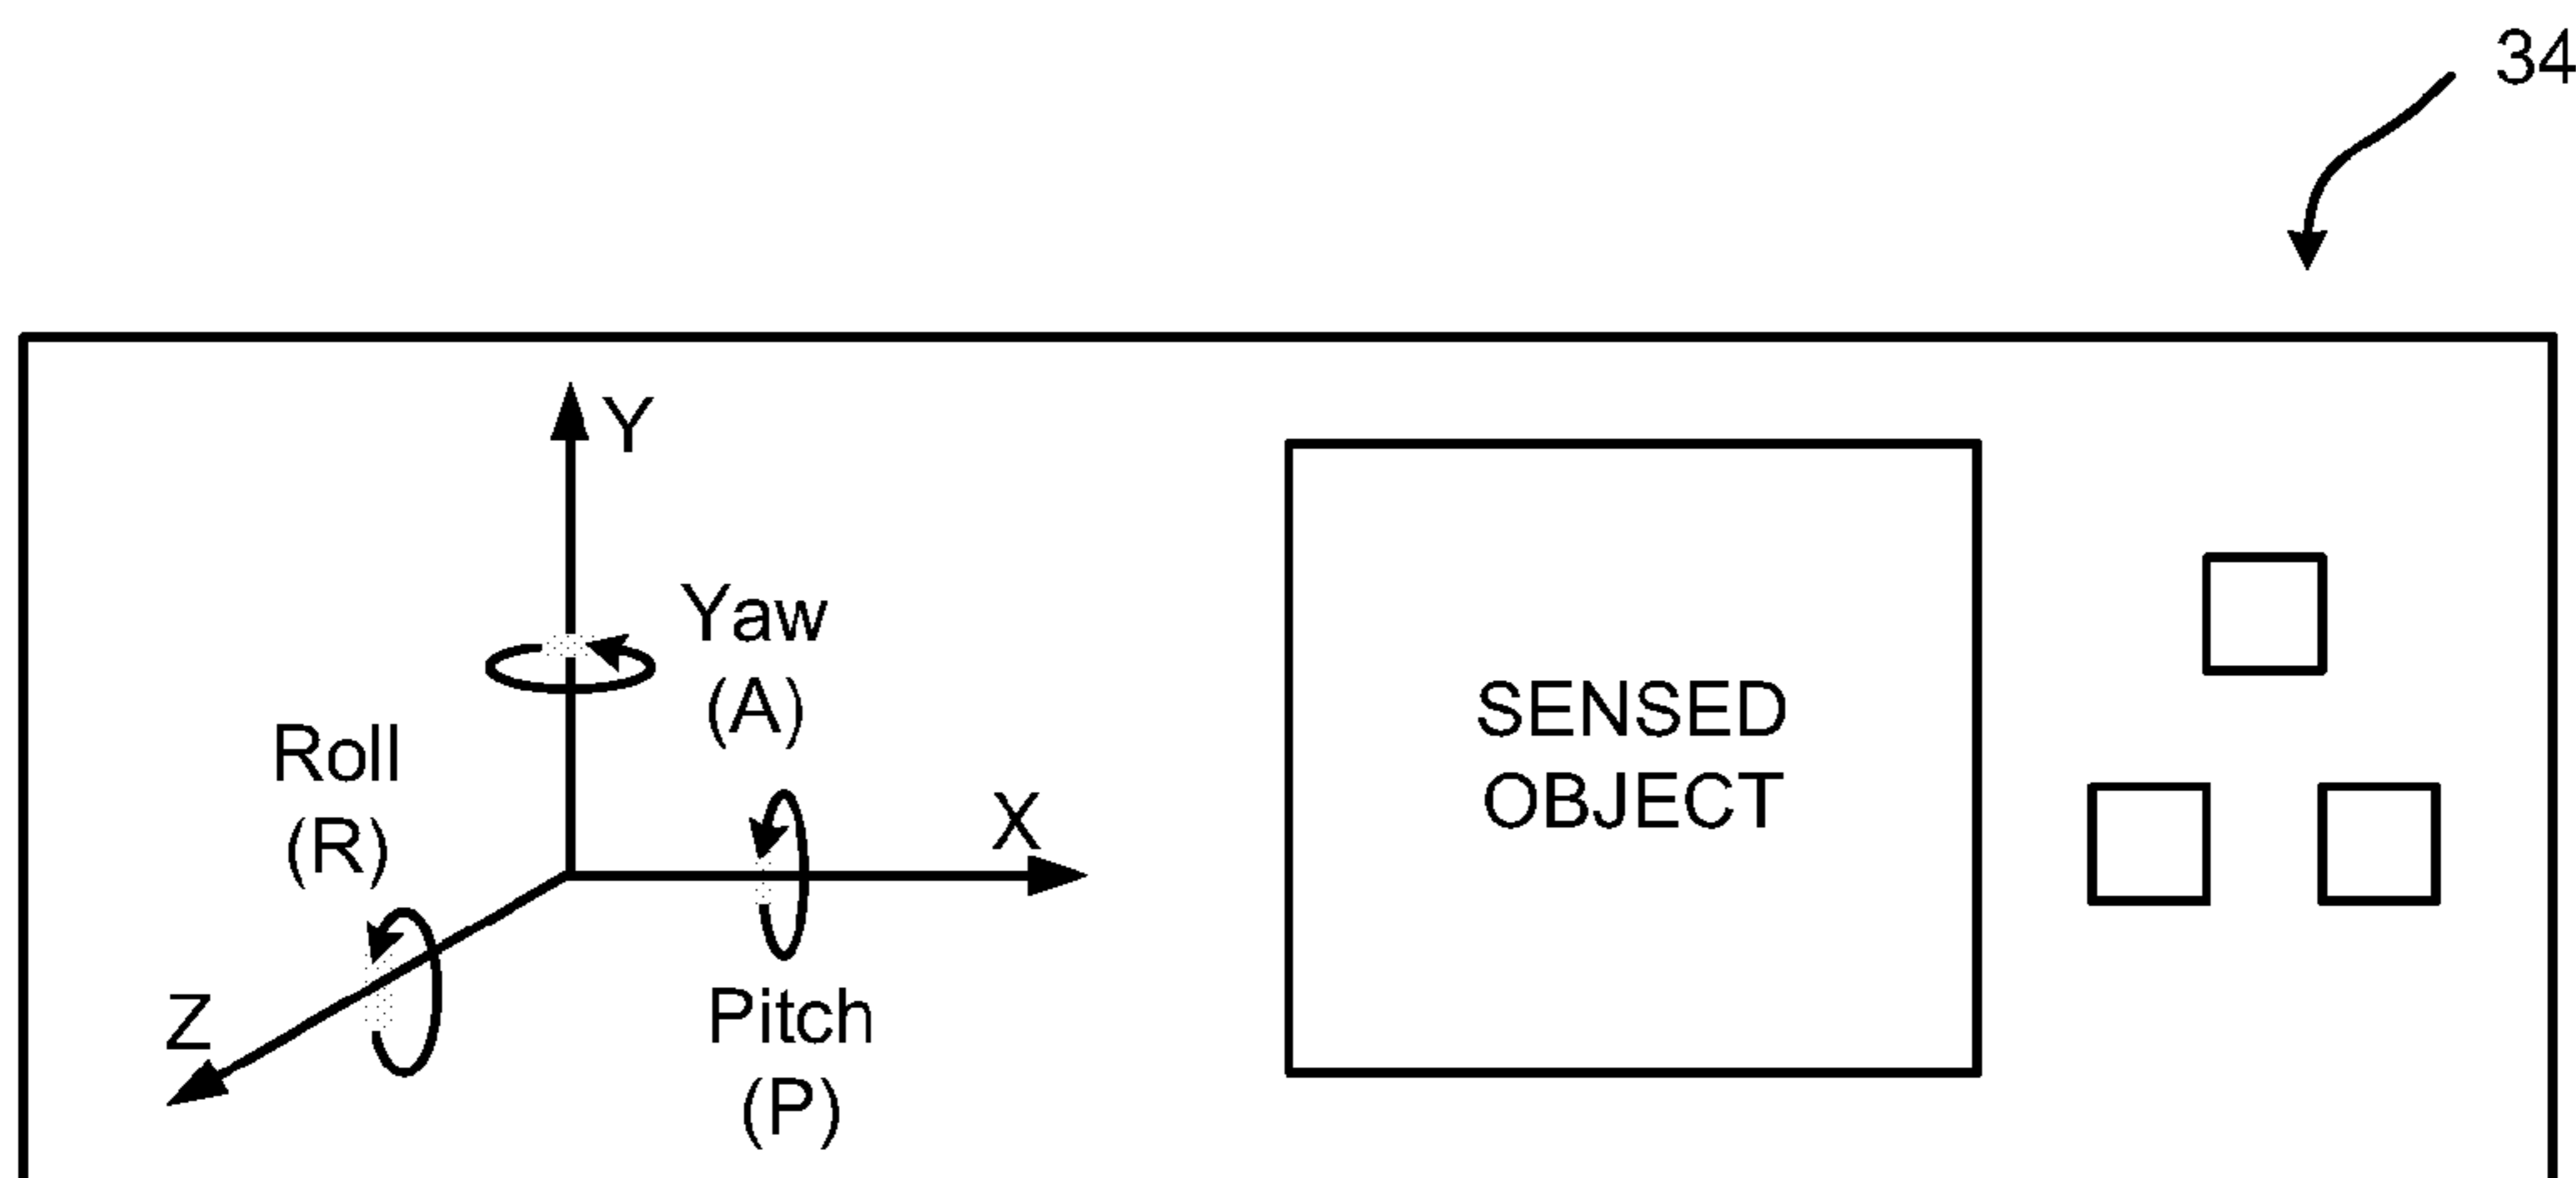 34
Y
Yaw
(A)
Roll
(R)
X
Z
Pitch
(P)
SENSED
OBJECT